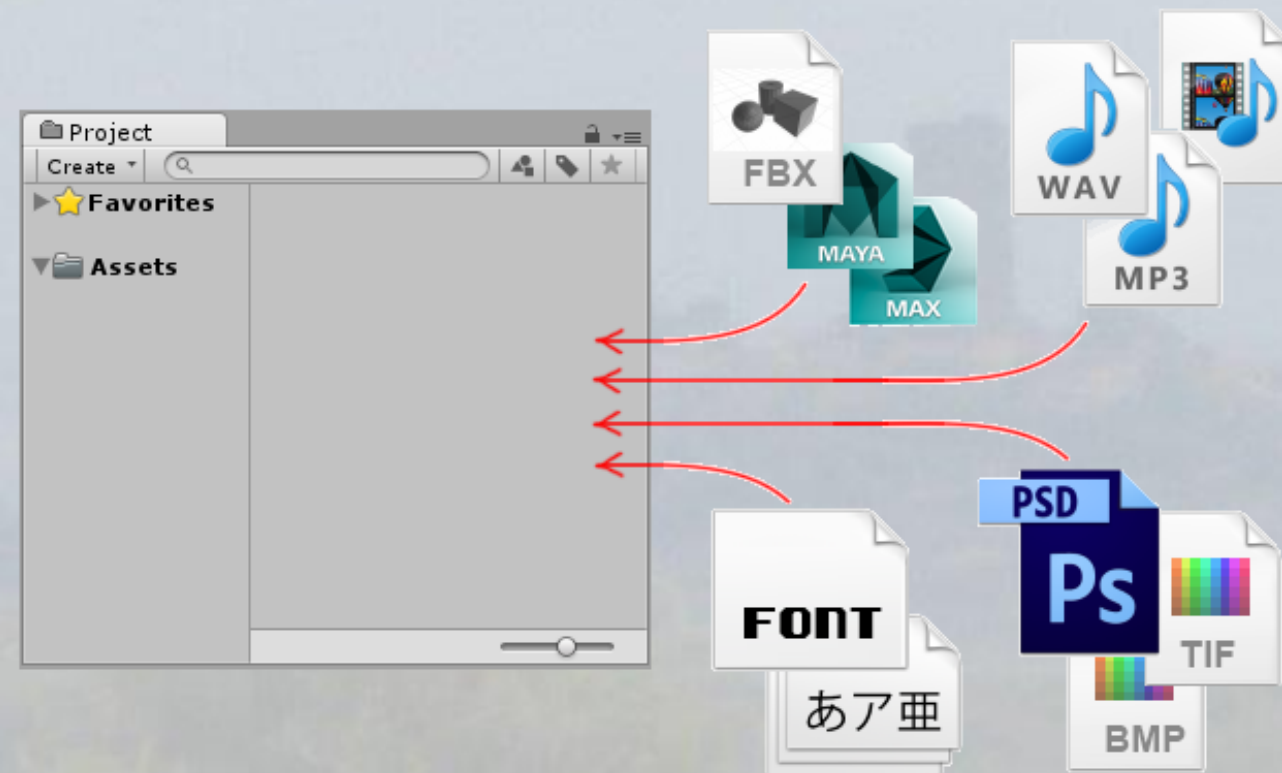 Project
Create
Favorites
Assets
FBX
MAYA
MAX
WAV
MP3
FONT
あア亜
PSD
Ps
TIF
BMP